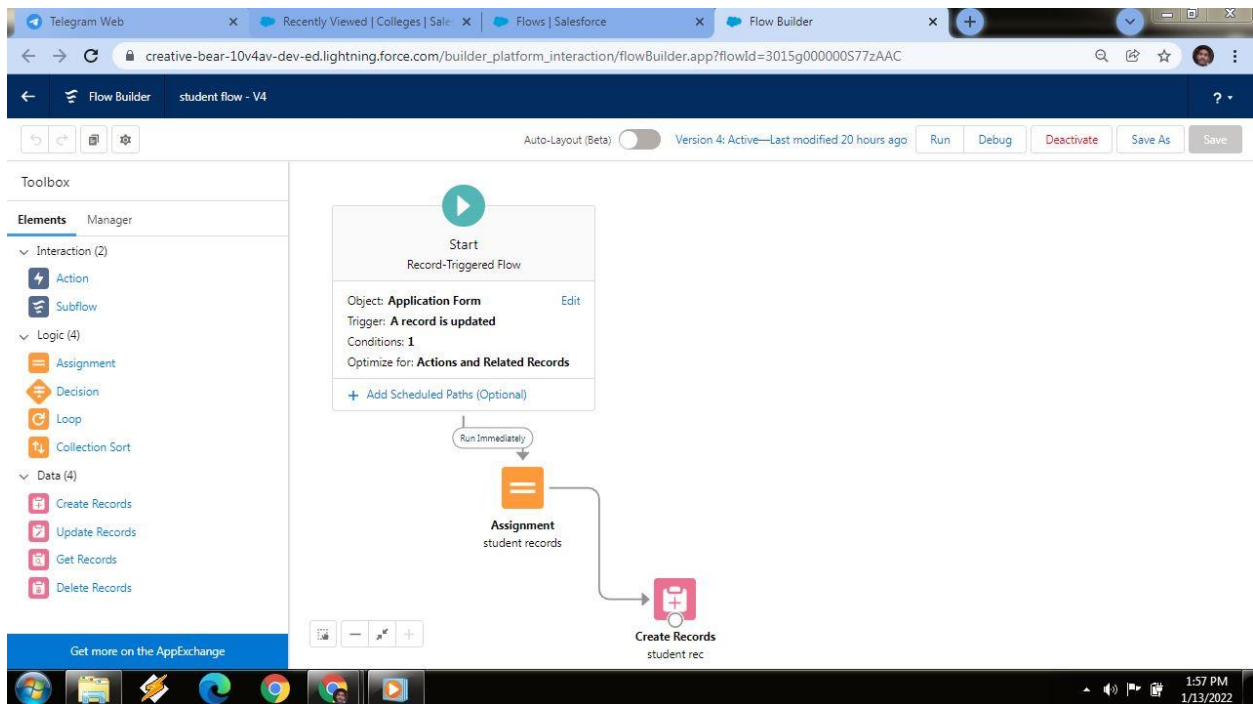 Telegram Web
Recently Viewed | Colleges | Sale
Flows | Salesforce
Flow Builder
creative-bear-10v4av-dev-ed.lightning.force.com/builder_platform_interaction/flowBuilder.app?flowId=3015g000000S77zAAC
Flow Builder student flow - V4 ?
Auto-Layout (Beta) Version 4: Active—Last modified 20 hours ago Run Debug Deactivate Save As Save
Toolbox
Elements Manager
Interaction (2)
Action
Subflow
Logic (4)
Assignment
Decision
Loop
Collection Sort
Data (4)
Create Records
Update Records
Get Records
Delete Records
Get more on the AppExchange
Start
Record-Triggered Flow
Object: Application Form Edit
Trigger: A record is updated
Conditions: 1
Optimize for: Actions and Related Records
+ Add Scheduled Paths (Optional)
Run Immediately
Assignment
student records
Create Records
student rec
1:57 PM
1/13/2022